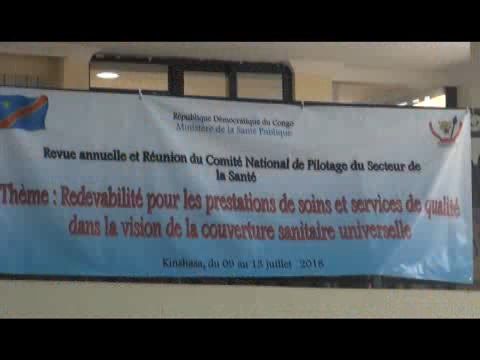 République Démocratique du Congo
Ministère de la Santé Publique
Revue annuelle et Réunion du Comité National de Pilotage du Secteur de
la Santé
Thème : Redevabilité pour les prestations de soins et services de qualité
dans la vision de la couverture sanitaire universelle
Kinshasa, du 09 au 13 juillet 2018